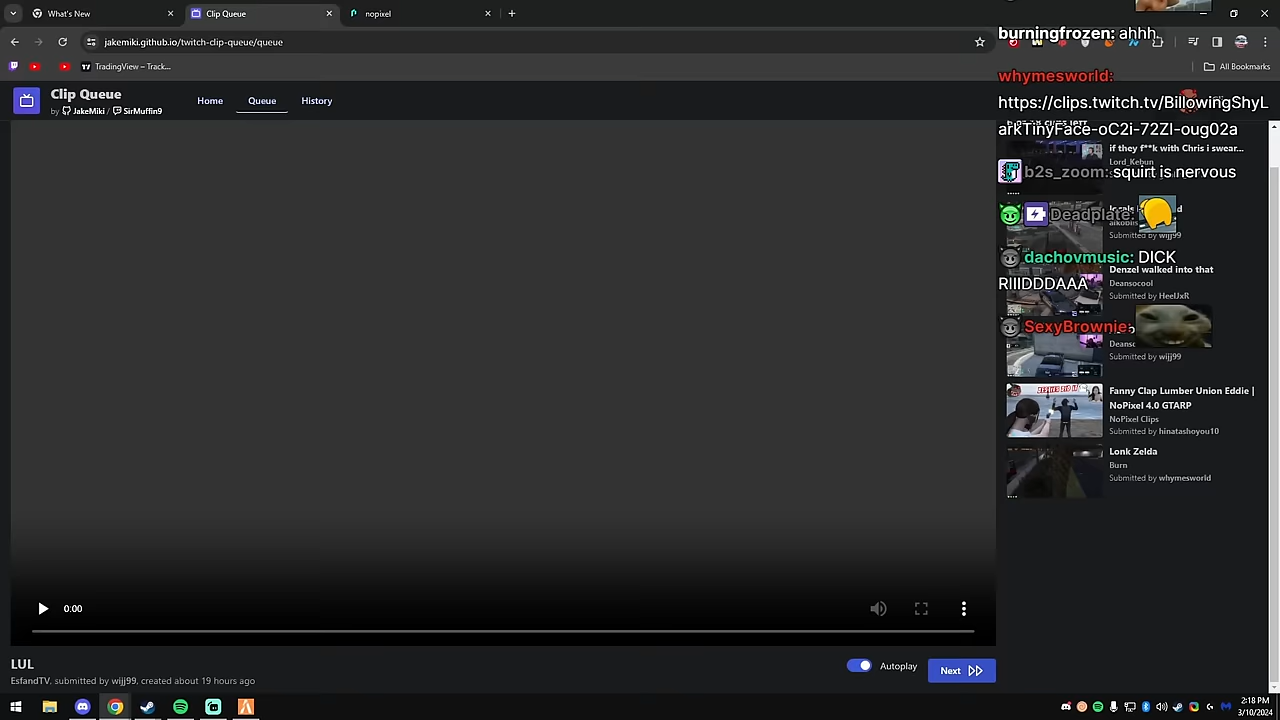 What's New
Clip Queue
nopixel
jakemiki.github.io/twitch-clip-queue/queue
TradingView – Track...
All Bookmarks
Clip Queue
by JakeMiki / SirMuffin9
Home
Queue
History
burningfrozen: ahhh.
whymesworld:
https://clips.twitch.tv/BillowingShyL
arkTinyFace-oC2i-72ZI-oug02a
if they f**k with Chris i swear...
Lord_Kebun
b2s_zoom: squirt is nervous
Deadplate:
Submitted by wijj99
dachovmusic: DICK
RIIIDDDAAA
Denzel walked into that
Deansocool
Submitted by HeelJxR
SexyBrownie:
Submitted by wijj99
Fanny Clap Lumber Union Eddie |
NoPixel 4.0 GTARP
NoPixel Clips
Submitted by hinatashoyou10
Lonk Zelda
Burn
Submitted by whymesworld
0:00
LUL
EsfandTV, submitted by wijj99, created about 19 hours ago
Autoplay
Next
2:18 PM
3/10/2024